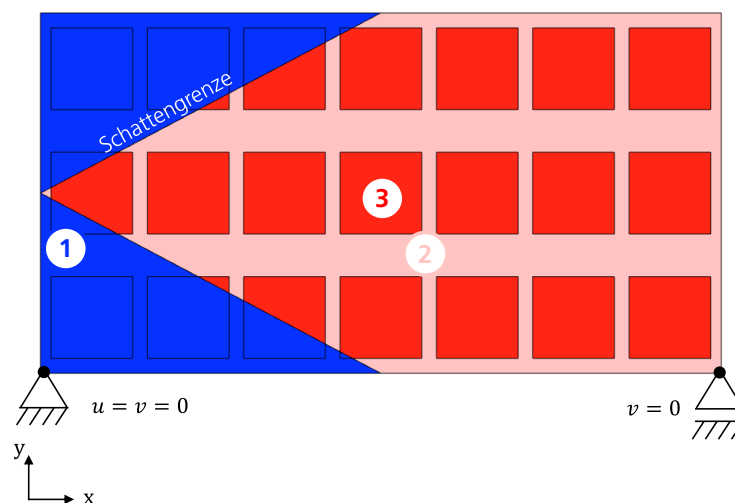 Schattengrenze
3
1
2
u = v = 0
v = 0
y
x